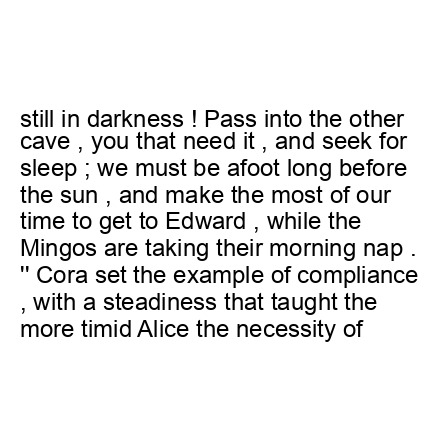 still in darkness ! Pass into the other
cave , you that need it , and seek for
sleep ; we must be afoot long before
the sun , and make the most of our
time to get to Edward , while the
Mingos are taking their morning nap .
'' Cora set the example of compliance
, with a steadiness that taught the
more timid Alice the necessity of